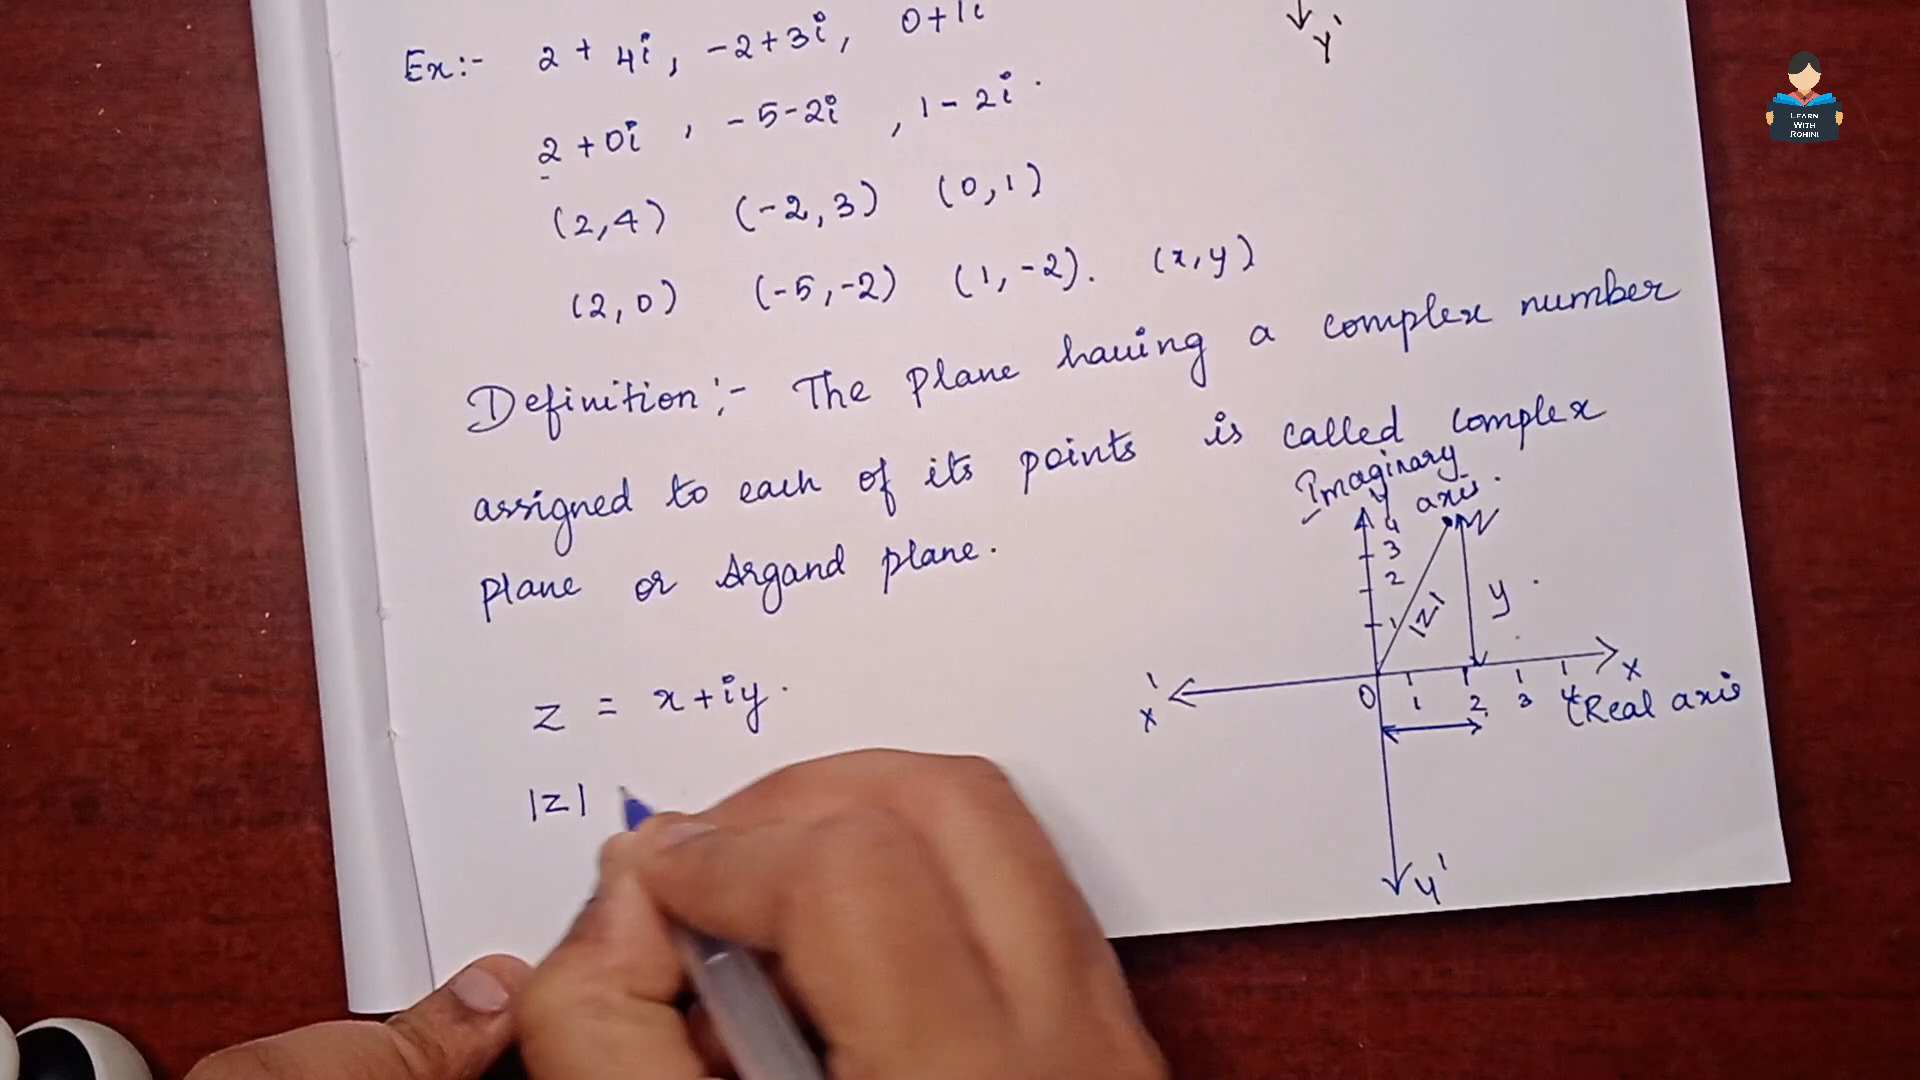 Ex:- 2 + 4i, -2+3i, 0+1i
2 +0i , -5-2i , 1-2i.
(2,4) (-2,3) (0,1)
(2,0) (-5,-2) (1,-2). (x,y)
Definition:- The Plane having a complex number
assigned to each of its points is called complex
plane or Argand plane.
z = x+iy.
|z|
Y'
Imaginary
axis.
Y
4
3
2
1
|z|
y
X'
O
1 2 3 4
X
(Real axis
Y'
LEARN
WITH
ROHINI